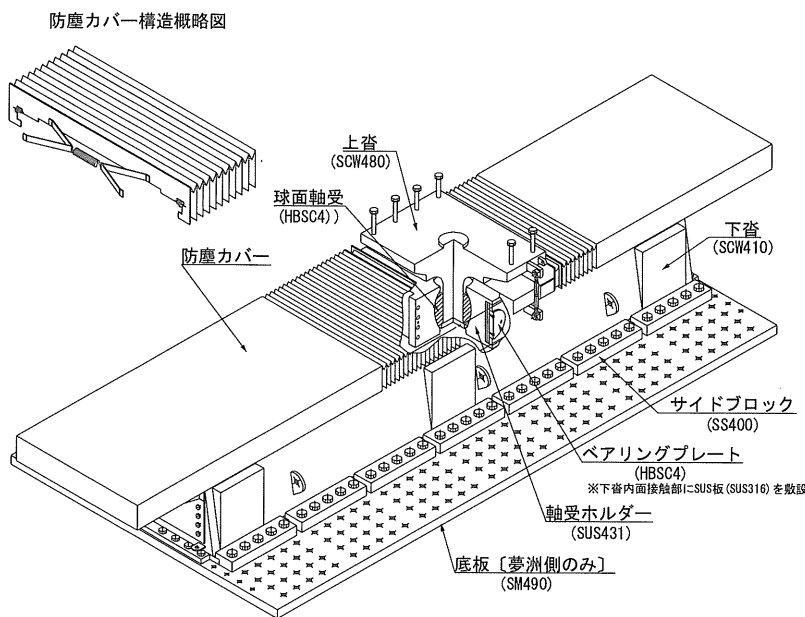 防塵カバー構造概略図
上沓
(SCW480)
球面軸受
(HBSC4))
防塵カバー
下沓
(SCW410)
サイドブロック
(SS400)
ベアリングプレート
(HBSC4)
※下沓内面接触部にSUS板(SUS316)を敷設
軸受ホルダー
(SUS431)
底板〔夢洲側のみ〕
(SM490)